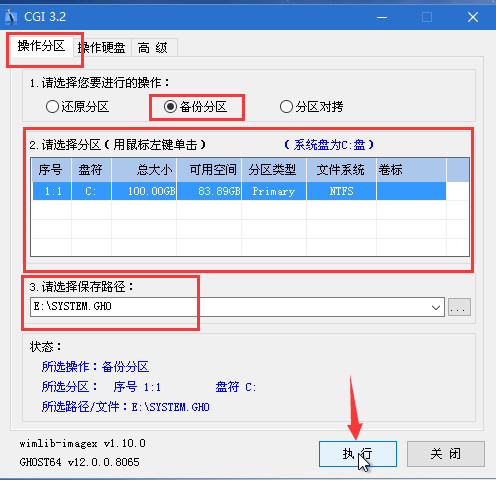 CGI 3.2
操作分区 操作硬盘 高 级
1.请选择您要进行的操作：
还原分区 备份分区 分区对拷
2.请选择分区（用鼠标左键单击） （系统盘为C:盘）
序号 盘符 总大小 可用空间 分区类型 文件系统 卷标
1:1 C: 100.00GB 83.89GB Primary NTFS
3.请选择保存路径：
E:\SYSTEM.GHO ...
状态：
所选操作：备份分区
所选分区： 序号 1:1 盘符 C:
所选路径/文件：E:\SYSTEM.GHO
wimlib-imagex v1.10.0
GHOST64 v12.0.0.8065
执 行 关 闭